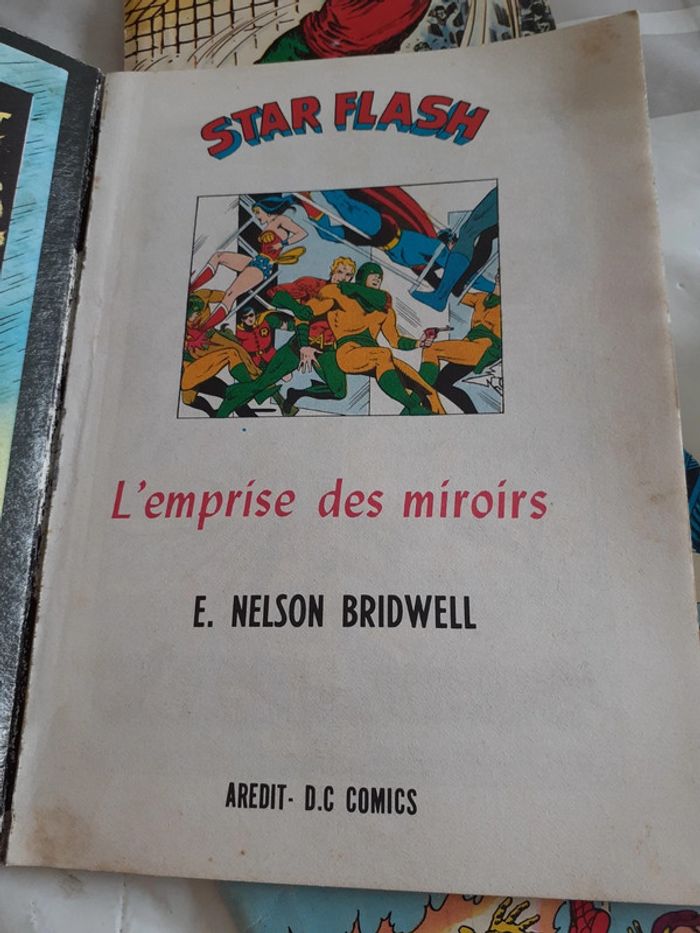 STAR FLASH
L'emprise des miroirs
E. NELSON BRIDWELL
AREDIT- D.C COMICS